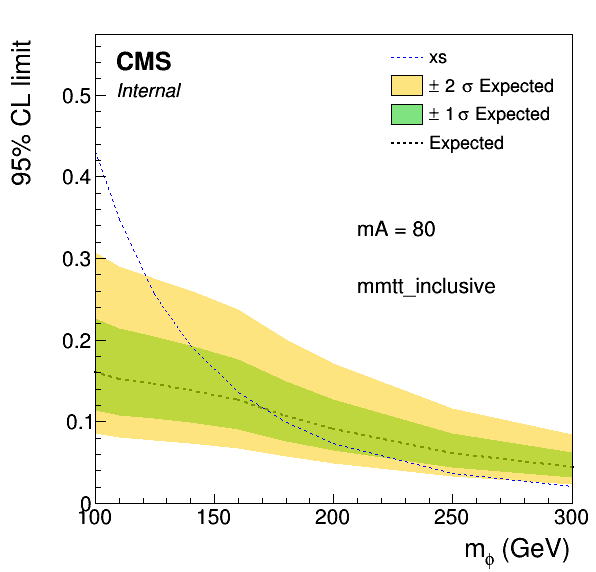 CMS
Internal
xs
± 2 σ Expected
± 1 σ Expected
Expected
mA = 80
mmtt_inclusive
95% CL limit
0.5
0.4
0.3
0.2
0.1
0
100 150 200 250 300
mϕ (GeV)